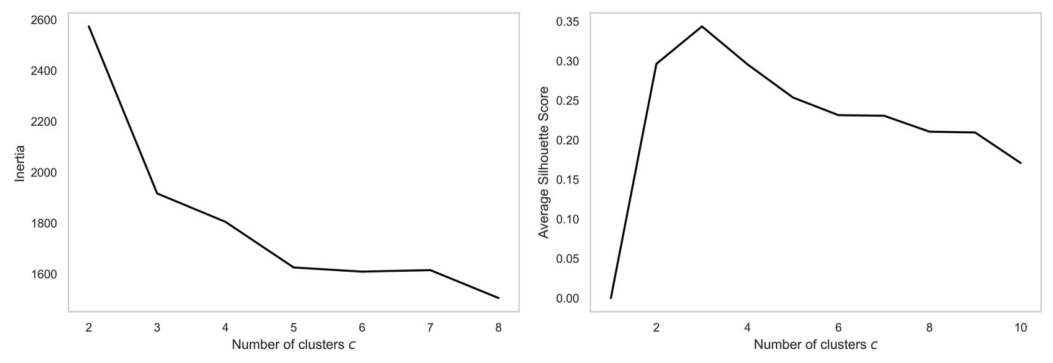 2600
2400
2200
2000
1800
1600
Inertia
2 3 4 5 6 7 8
Number of clusters c
0.35
0.30
0.25
0.20
0.15
0.10
0.05
0.00
Average Silhouette Score
2 4 6 8 10
Number of clusters c